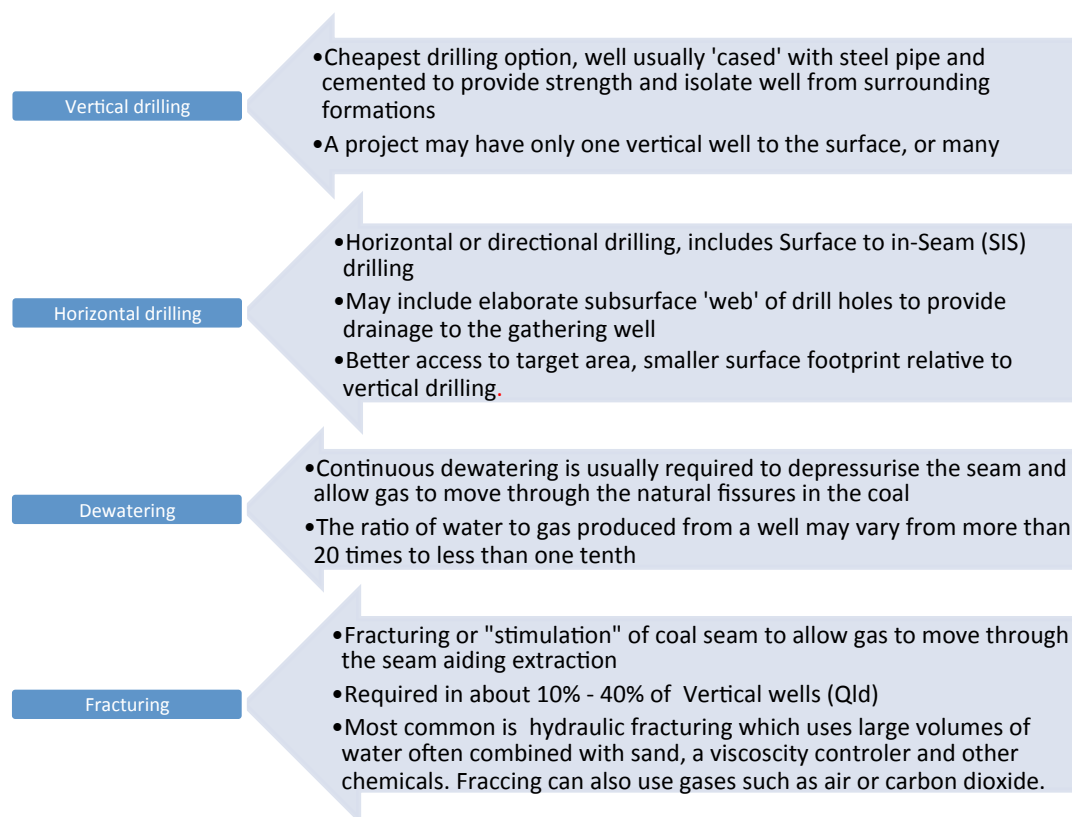 Vertical drilling
•Cheapest drilling option, well usually 'cased' with steel pipe and
cemented to provide strength and isolate well from surrounding
formations
•A project may have only one vertical well to the surface, or many
Horizontal drilling
•Horizontal or directional drilling, includes Surface to in-Seam (SIS)
drilling
•May include elaborate subsurface 'web' of drill holes to provide
drainage to the gathering well
•Better access to target area, smaller surface footprint relative to
vertical drilling.
Dewatering
•Continuous dewatering is usually required to depressurise the seam and
allow gas to move through the natural fissures in the coal
•The ratio of water to gas produced from a well may vary from more than
20 times to less than one tenth
Fracturing
•Fracturing or "stimulation" of coal seam to allow gas to move through
the seam aiding extraction
•Required in about 10% - 40% of Vertical wells (Qld)
•Most common is hydraulic fracturing which uses large volumes of
water often combined with sand, a viscoscity controler and other
chemicals. Fraccing can also use gases such as air or carbon dioxide.